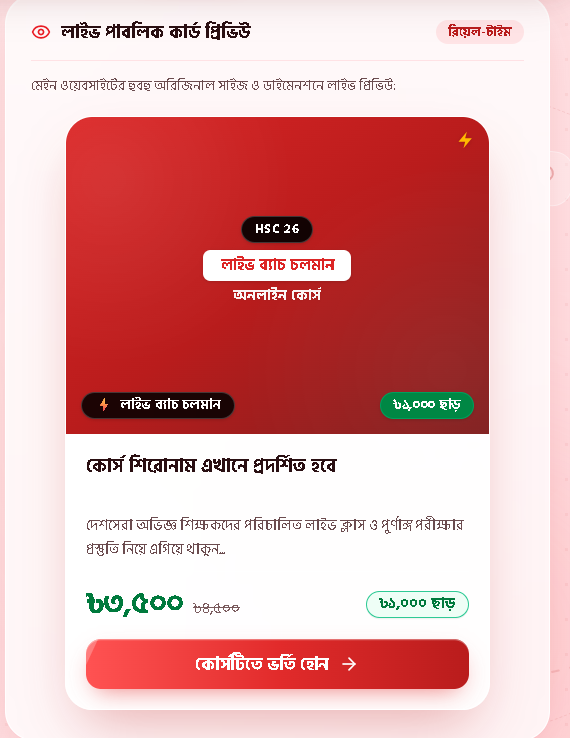 লাইভ পাবলিক কার্ড প্রিভিউ
রিয়েল-টাইম
মেইন ওয়েবসাইটের হুবহু অরিজিনাল সাইজ ও ডাইমেনশনে লাইভ প্রিভিউ:
HSC 26
লাইভ ব্যাচ চলমান
অনলাইন কোর্স
লাইভ ব্যাচ চলমান
৳১,০০০ ছাড়
কোর্স শিরোনাম এখানে প্রদর্শিত হবে
দেশসেরা অভিজ্ঞ শিক্ষকদের পরিচালিত লাইভ ক্লাস ও পূর্ণাঙ্গ পরীক্ষার
প্রস্তুতি নিয়ে এগিয়ে থাকুন...
৳৩,৫০০ ৳৪,৫০০
৳১,০০০ ছাড়
কোর্সটিতে ভর্তি হোন